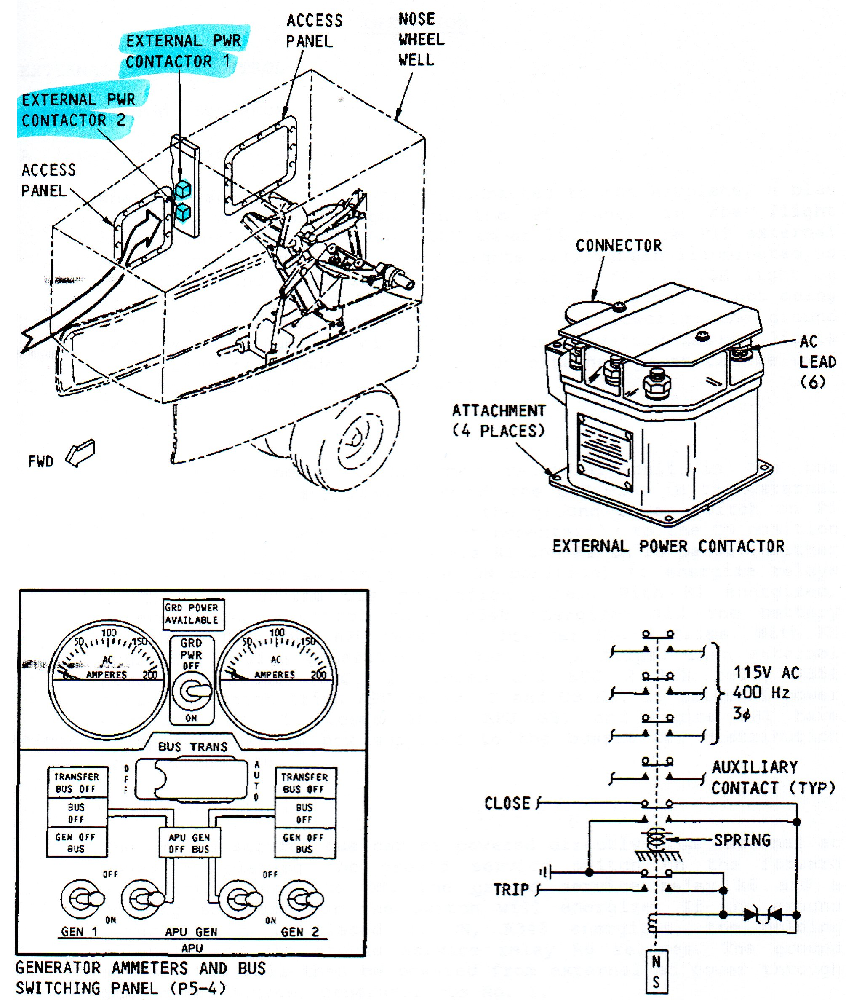 ACCESS
PANEL
NOSE
WHEEL
WELL
EXTERNAL PWR
CONTACTOR 1
EXTERNAL PWR
CONTACTOR 2
ACCESS
PANEL
FWD
CONNECTOR
AC
LEAD
(6)
ATTACHMENT
(4 PLACES)
EXTERNAL POWER CONTACTOR
GRD POWER
AVAILABLE
0 50 100 150 200
AC
AMPERES
GRD
PWR
OFF
ON
0 50 100 150 200
AC
AMPERES
BUS TRANS
OFF
AUTO
TRANSFER
BUS OFF
BUS
OFF
GEN OFF
BUS
TRANSFER
BUS OFF
BUS
OFF
GEN OFF
BUS
APU GEN
OFF BUS
OFF
OFF
ON
ON
GEN 1
APU GEN
GEN 2
APU
GENERATOR AMMETERS AND BUS
SWITCHING PANEL (P5-4)
115V AC
400 Hz
3ϕ
AUXILIARY
CONTACT (TYP)
CLOSE
SPRING
TRIP
N
S